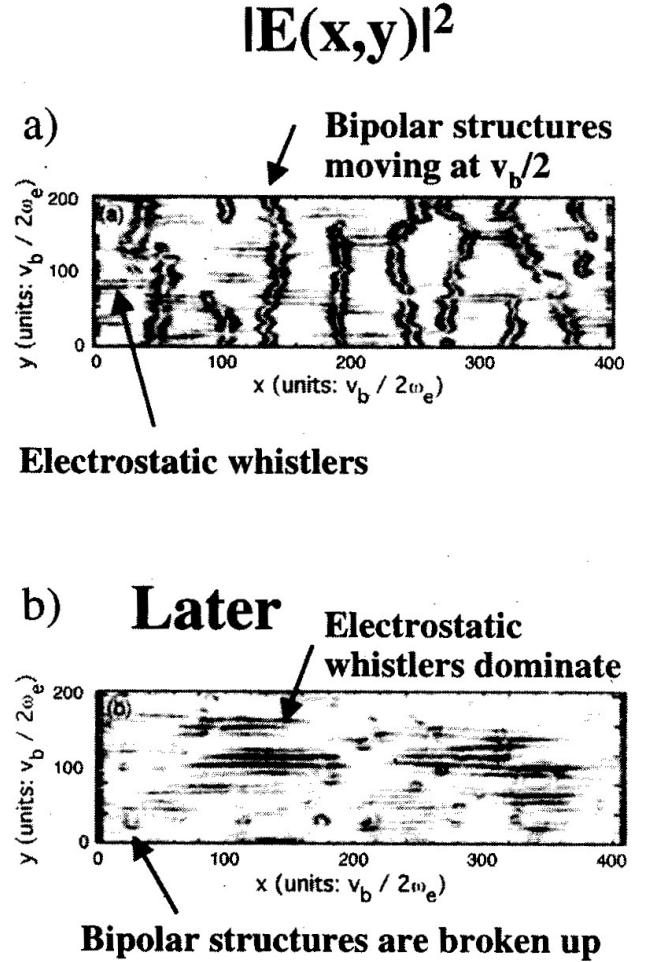 |E(x,y)|²
a)
Bipolar structures
moving at v_b/2
(a)
200
100
0
y (units: v_b / 2ω_e)
0 100 200 300 400
x (units: v_b / 2ω_e)
Electrostatic whistlers
b) Later
Electrostatic
whistlers dominate
(b)
200
100
0
y (units: v_b / 2ω_e)
0 100 200 300 400
x (units: v_b / 2ω_e)
Bipolar structures are broken up